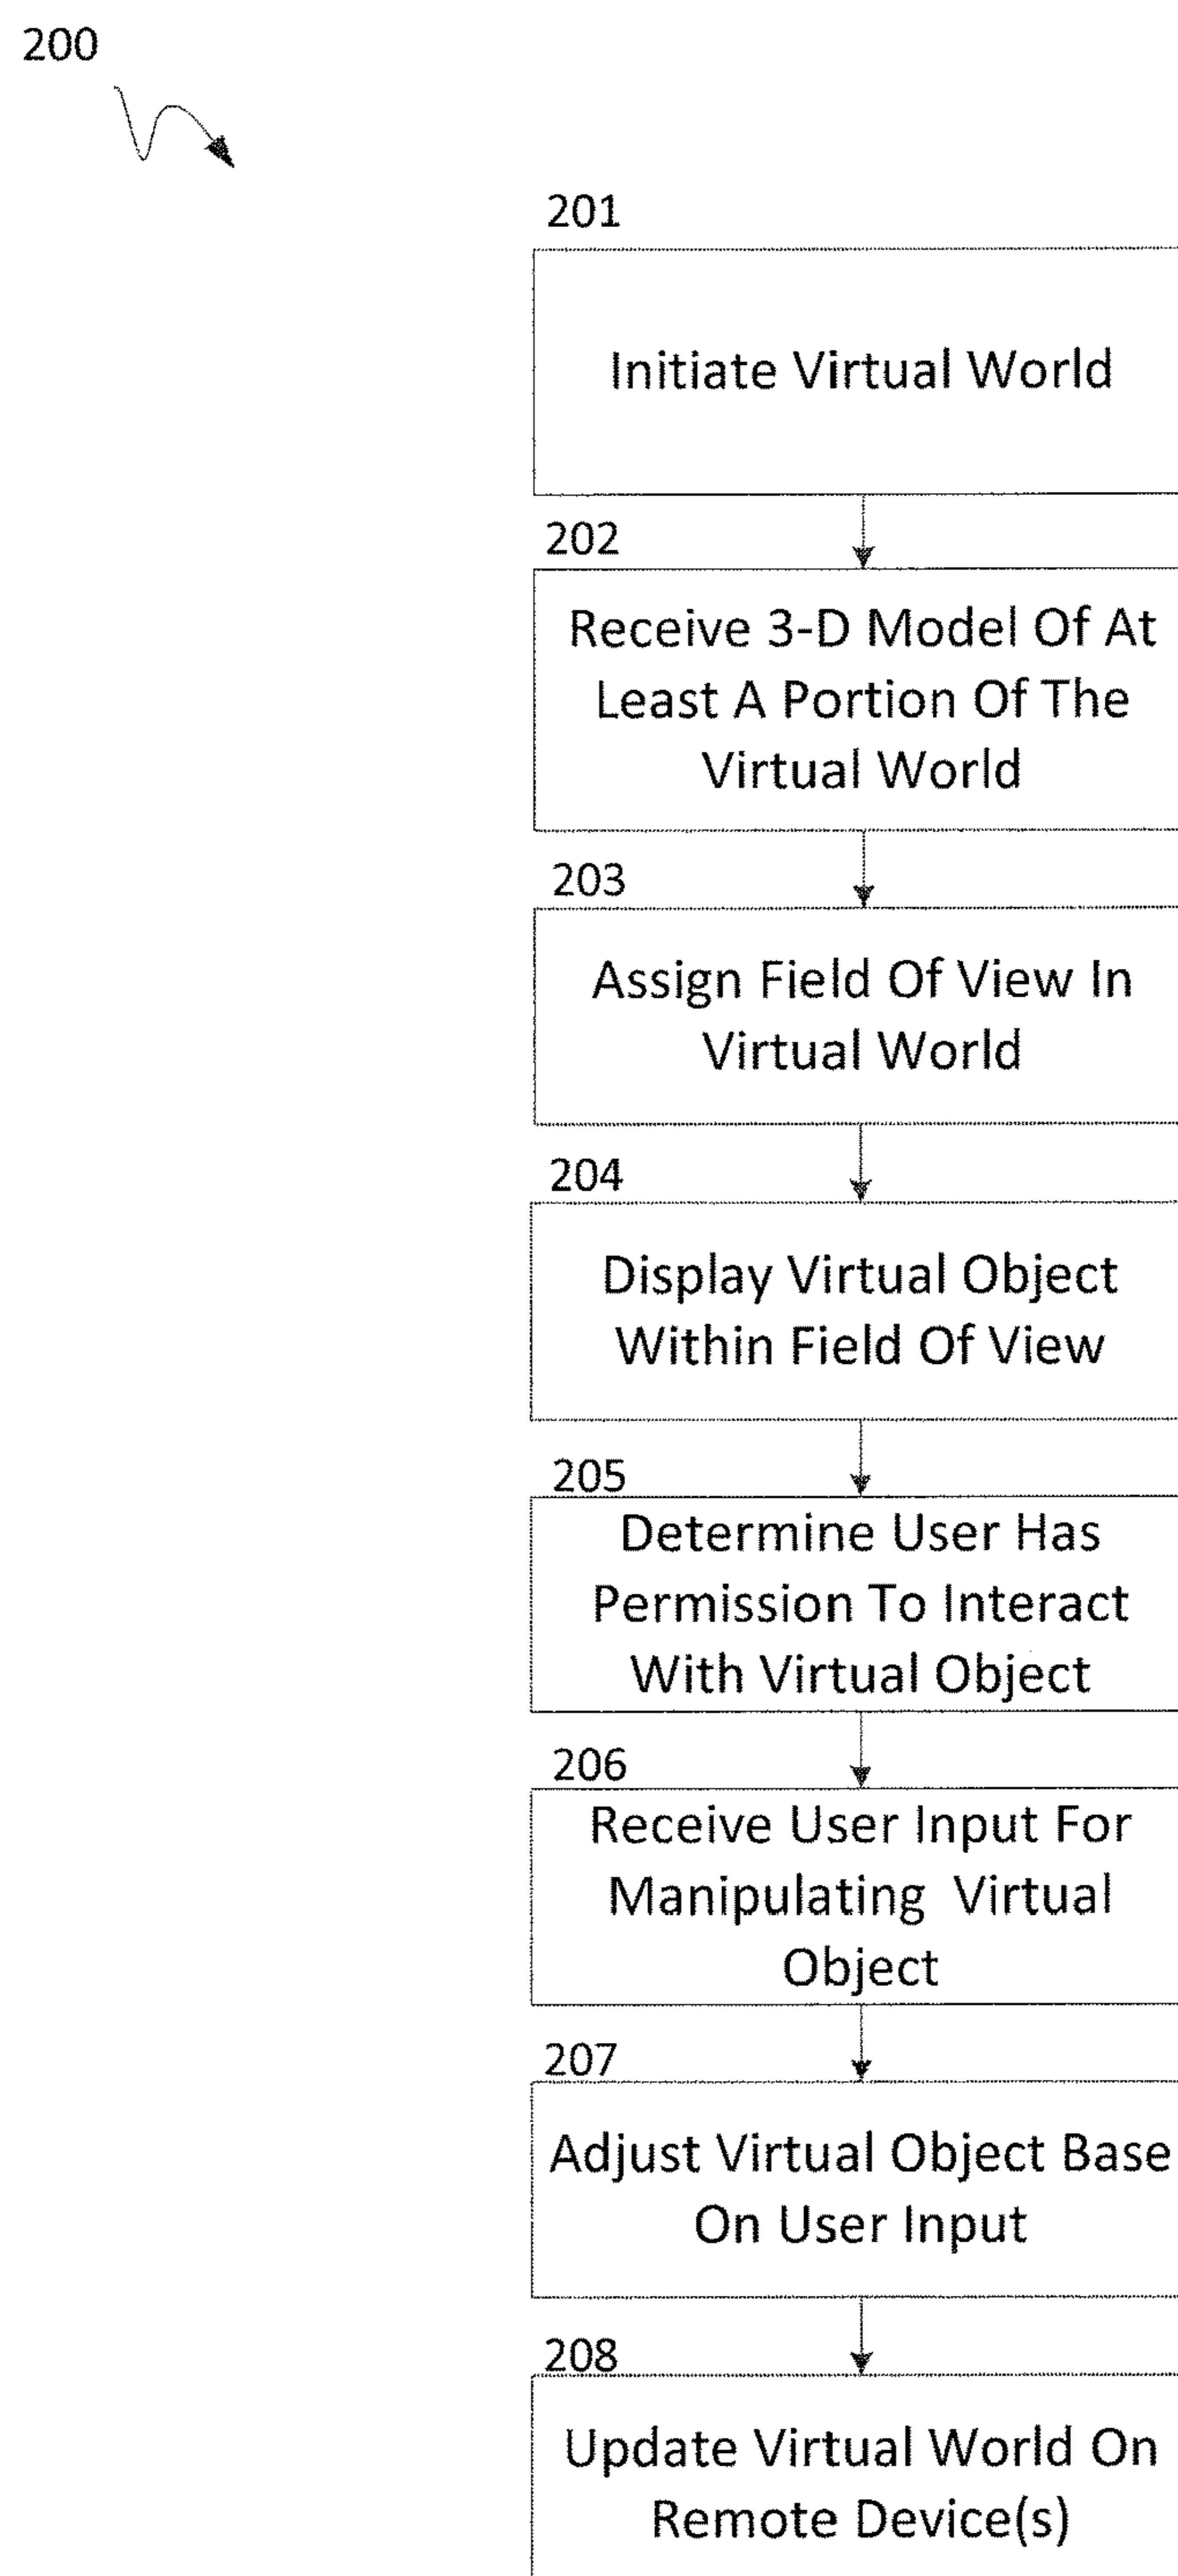 200
201
Initiate Virtual World
202
Receive 3-D Model Of At
Least A Portion Of The
Virtual World
203
Assign Field Of View In
Virtual World
204
Display Virtual Object
Within Field Of View
205
Determine User Has
Permission To Interact
With Virtual Object
206
Receive User Input For
Manipulating Virtual
Object
207
Adjust Virtual Object Base
On User Input
208
Update Virtual World On
Remote Device(s)